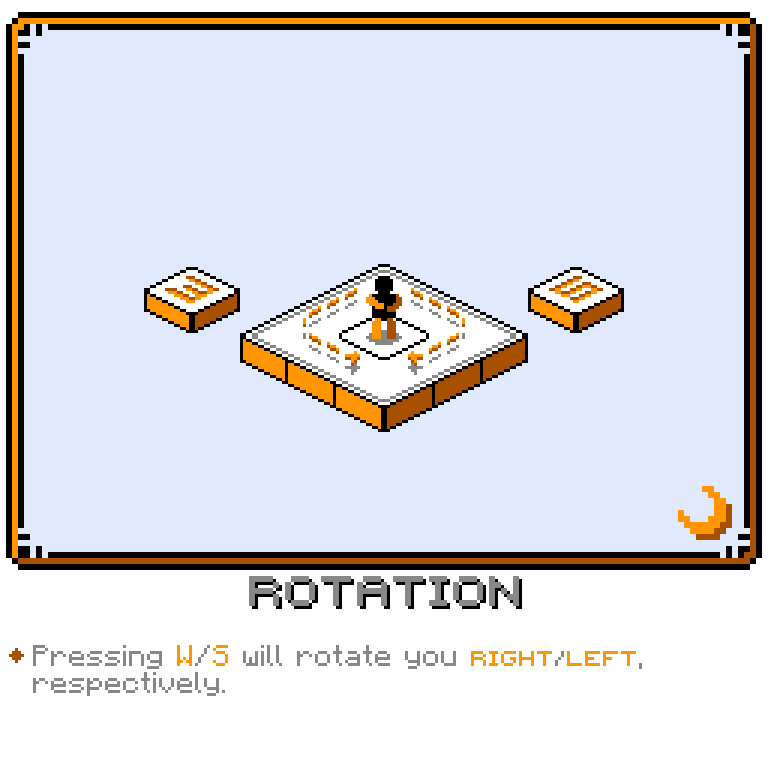 W
S
ROTATION
Pressing W/S will rotate you RIGHT/LEFT,
respectively.